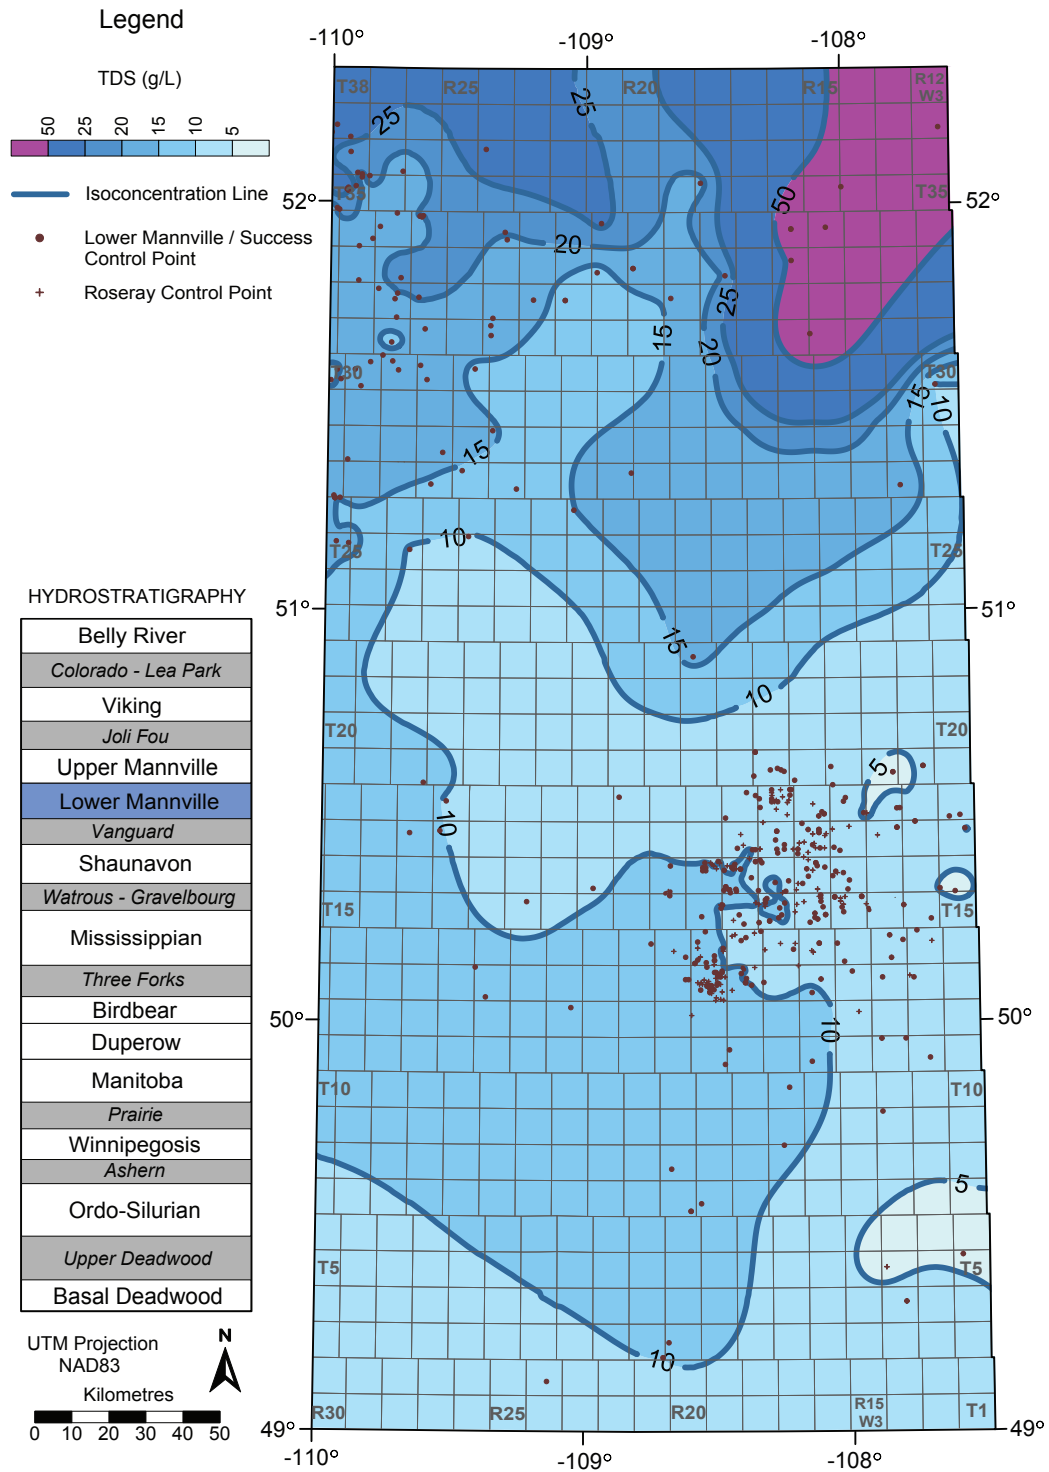 Legend
TDS (g/L)
50 25 20 15 10 5
Isoconcentration Line
Lower Mannville / Success
Control Point
Roseray Control Point
HYDROSTRATIGRAPHY
Belly River
Colorado - Lea Park
Viking
Joli Fou
Upper Mannville
Lower Mannville
Vanguard
Shaunavon
Watrous - Gravelbourg
Mississippian
Three Forks
Birdbear
Duperow
Manitoba
Prairie
Winnipegosis
Ashern
Ordo-Silurian
Upper Deadwood
Basal Deadwood
UTM Projection
NAD83
N
Kilometres
0 10 20 30 40 50
-110° -109° -108°
T38 R25 R20 R15 R12
W3
25 25
52° T35 50 T35 52°
20
25
15 20
T30 T30
15 10
15
10
T25 T25
51° 51°
15
10
T20 T20
5
10
T15 T15
50° 50°
10
T10 T10
5
T5 T5
10
R30 R25 R20 R15
W3
T1
49° 49°
-110° -109° -108°